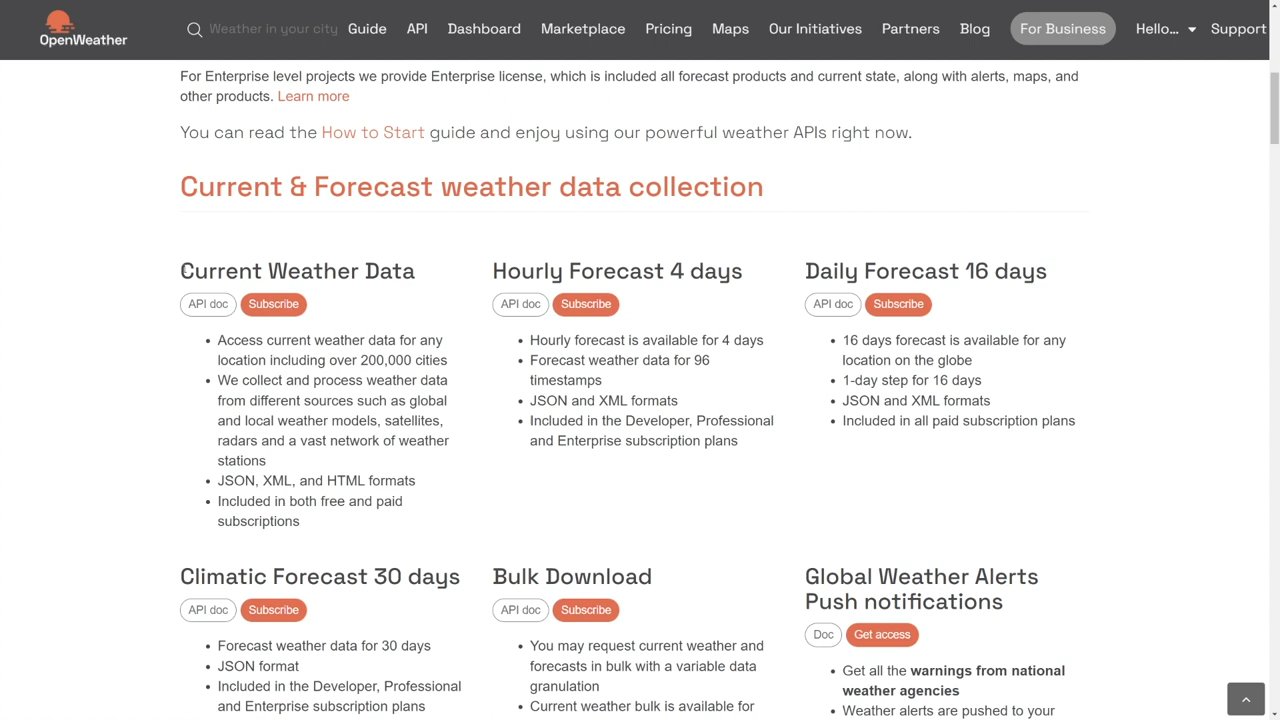 OpenWeather
Weather in your city
Guide
API
Dashboard
Marketplace
Pricing
Maps
Our Initiatives
Partners
Blog
For Business
Hello...
Support
For Enterprise level projects we provide Enterprise license, which is included all forecast products and current state, along with alerts, maps, and
other products. Learn more
You can read the How to Start guide and enjoy using our powerful weather APIs right now.
Current & Forecast weather data collection
Current Weather Data
API doc
Subscribe
• Access current weather data for any
location including over 200,000 cities
• We collect and process weather data
from different sources such as global
and local weather models, satellites,
radars and a vast network of weather
stations
• JSON, XML, and HTML formats
• Included in both free and paid
subscriptions
Hourly Forecast 4 days
API doc
Subscribe
• Hourly forecast is available for 4 days
• Forecast weather data for 96
timestamps
• JSON and XML formats
• Included in the Developer, Professional
and Enterprise subscription plans
Daily Forecast 16 days
API doc
Subscribe
• 16 days forecast is available for any
location on the globe
• 1-day step for 16 days
• JSON and XML formats
• Included in all paid subscription plans
Climatic Forecast 30 days
API doc
Subscribe
• Forecast weather data for 30 days
• JSON format
• Included in the Developer, Professional
and Enterprise subscription plans
Bulk Download
API doc
Subscribe
• You may request current weather and
forecasts in bulk with a variable data
granulation
• Current weather bulk is available for
Global Weather Alerts
Push notifications
Doc
Get access
• Get all the warnings from national
weather agencies
• Weather alerts are pushed to your